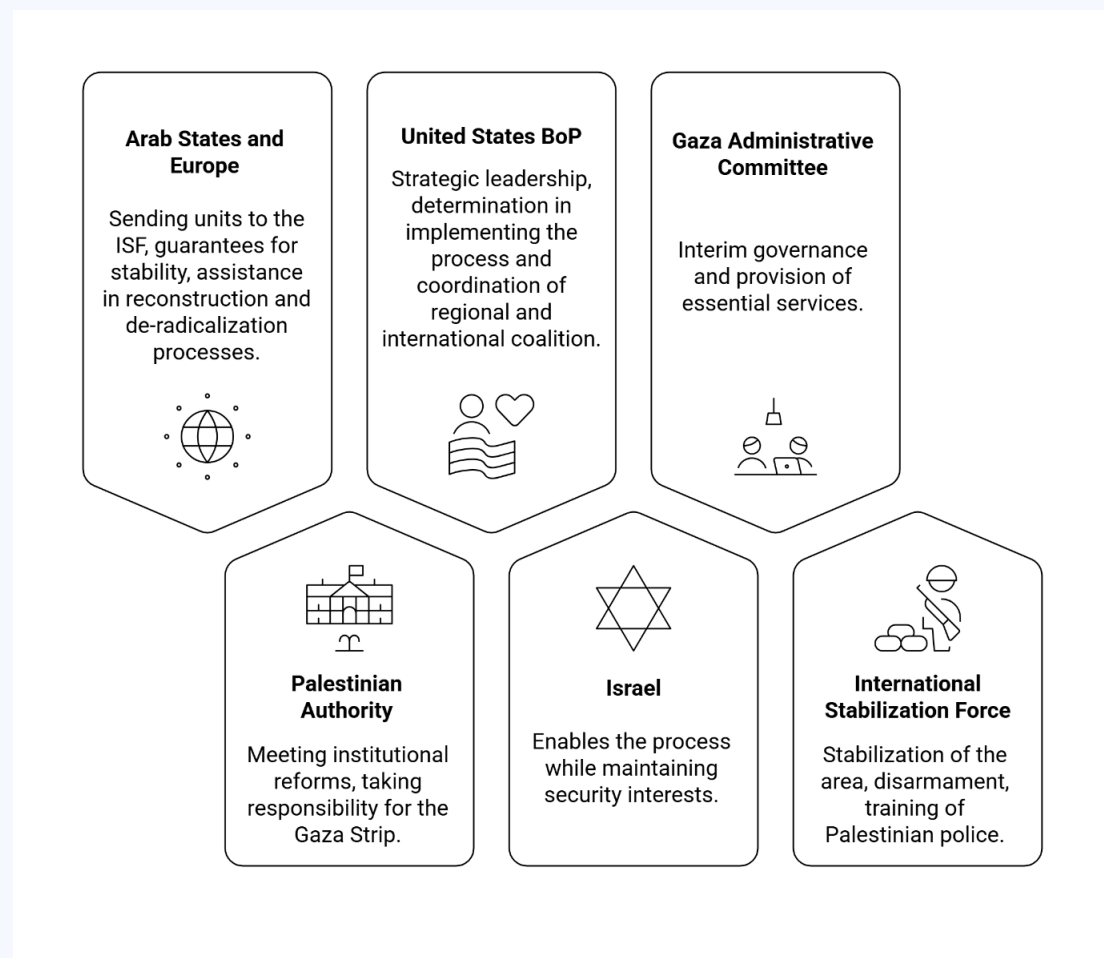 Arab States and
Europe
Sending units to the
ISF, guarantees for
stability, assistance
in reconstruction and
de-radicalization
processes.
United States BoP
Strategic leadership,
determination in
implementing the
process and
coordination of
regional and
international coalition.
Gaza Administrative
Committee
Interim governance
and provision of
essential services.
Palestinian
Authority
Meeting institutional
reforms, taking
responsibility for the
Gaza Strip.
Israel
Enables the process
while maintaining
security interests.
International
Stabilization Force
Stabilization of the
area, disarmament,
training of
Palestinian police.